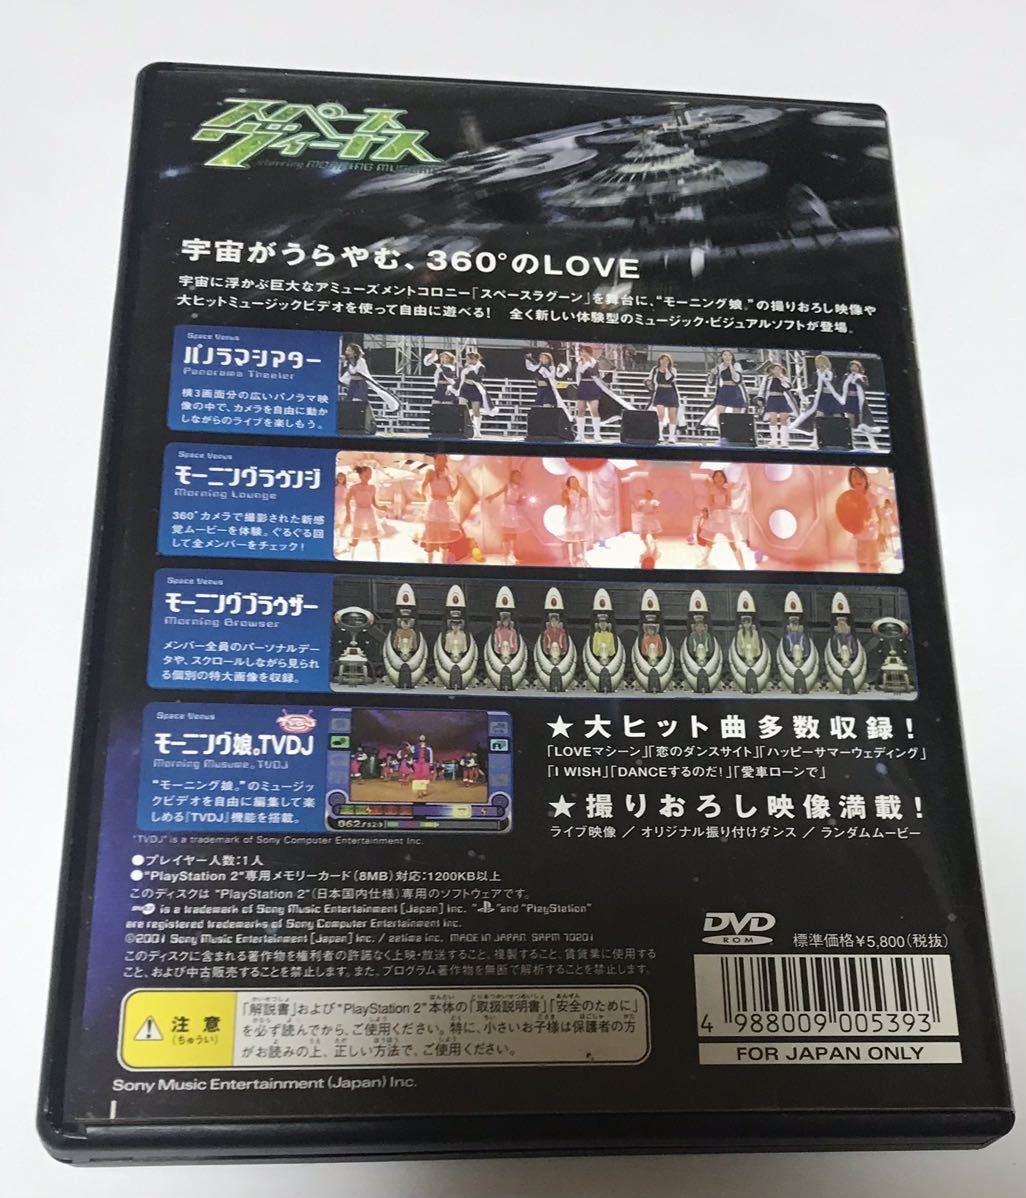 スペース
ヴィーナス
starring MORNING MUSUME。
宇宙がうらやむ、360°のLOVE
宇宙に浮かぶ巨大なアミューズメントコロニー「スペースラグーン」を舞台に、“モーニング娘。”の撮りおろし映像や
大ヒットミュージックビデオを使って自由に遊べる! 全く新しい体験型のミュージック・ビジュアルソフトが登場。
Space Venus
パノラマシアター
Panorama Theater
横3画面分の広いパノラマ映
像の中で、カメラを自由に動か
しながらのライブを楽しもう。
Space Venus
モーニングラウンジ
Morning Lounge
360°カメラで撮影された新感
覚ムービーを体験。ぐるぐる回
して全メンバーをチェック!
Space Venus
モーニングブラウザー
Morning Browser
メンバー全員のパーソナルデー
タや、スクロールしながら見られ
る個別の特大画像を収録。
Space Venus
TVDJ
モーニング娘。TVDJ
Morning Musume。TVDJ
“モーニング娘。”のミュージッ
クビデオを自由に編集して楽
しめる『TVDJ』機能を搭載。
"TVDJ" is a trademark of Sony Computer Entertainment Inc.
★大ヒット曲多数収録!
「LOVEマシーン」「恋のダンスサイト」「ハッピーサマーウェディング」
「I WISH」「DANCEするのだ!」「愛車ローンで」
★撮りおろし映像満載!
ライブ映像 / オリジナル振り付けダンス / ランダムムービー
●プレイヤー人数:1人
●"PlayStation 2"専用メモリーカード(8MB)対応:1200KB以上
このディスクは "PlayStation 2"(日本国内仕様)専用のソフトウェアです。
is a trademark of Sony Music Entertainment (Japan) Inc. "PS" and "PlayStation"
are registered trademarks of Sony Computer Entertainment Inc.
©2001 Sony Music Entertainment (Japan) Inc. / zetima inc. MADE IN JAPAN SRPM 70201
このディスクに含まれる著作物を権利者の許諾なく上映・放送すること、複製すること、賃貸業に使用する
こと、および中古販売することを禁止します。また、プログラム著作物を無断で解析することを禁止します。
DVD
ROM
標準価格¥5,800(税抜)
4 988009 005393
FOR JAPAN ONLY
注意
(ちゅうい)
「解説書」および"PlayStation 2"本体の「取扱説明書」「安全のために」
を必ず読んでから、ご使用ください。特に、小さいお子様は保護者の方
がお読みの上、正しい方法で、ご使用ください。
Sony Music Entertainment (Japan) Inc.